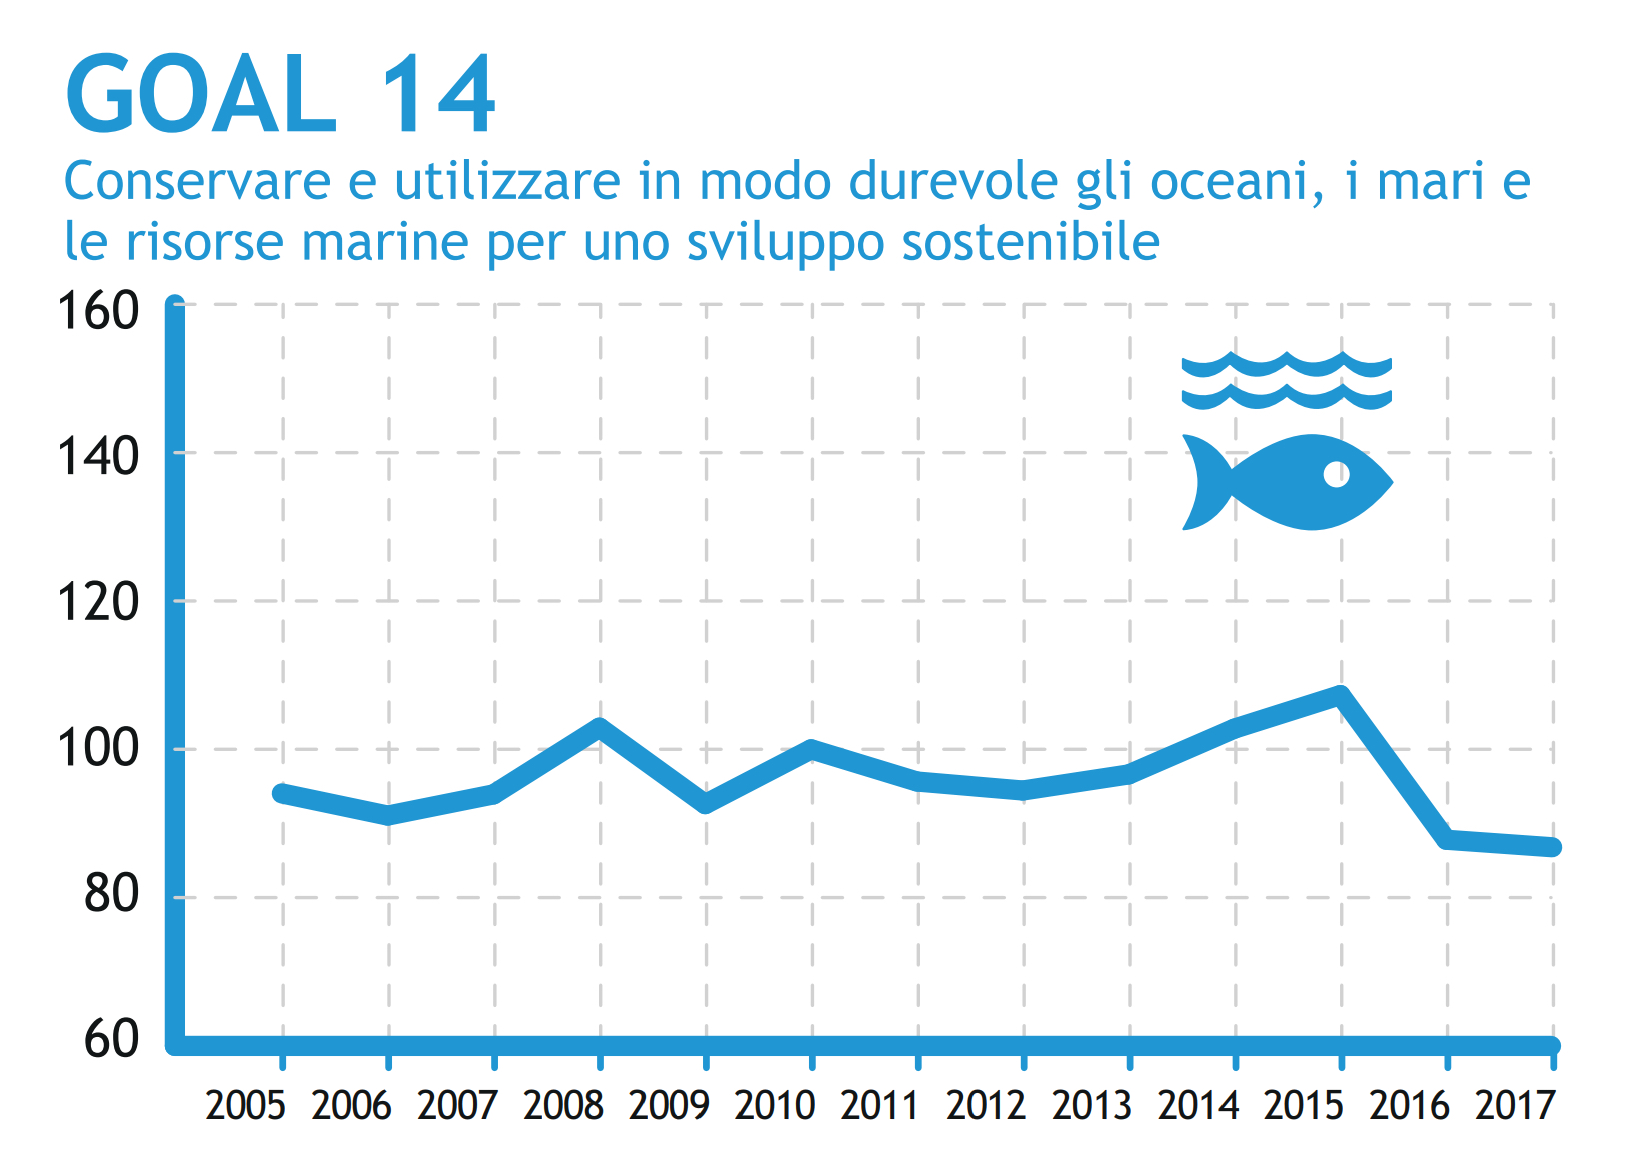 GOAL 14
Conservare e utilizzare in modo durevole gli oceani, i mari e
le risorse marine per uno sviluppo sostenibile
160
140
120
100
80
60
2005 2006 2007 2008 2009 2010 2011 2012 2013 2014 2015 2016 2017